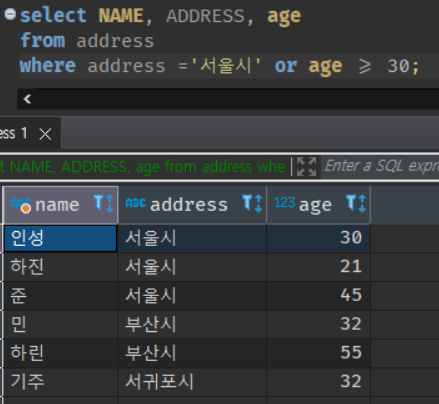 select NAME, ADDRESS, age
from address
where address ='서울시' or age ≥ 30;
ess 1
t NAME, ADDRESS, age from address whe Enter a SQL expre
ABC name ABC address 123 age
인성 서울시 30
하진 서울시 21
준 서울시 45
민 부산시 32
하린 부산시 55
기주 서귀포시 32